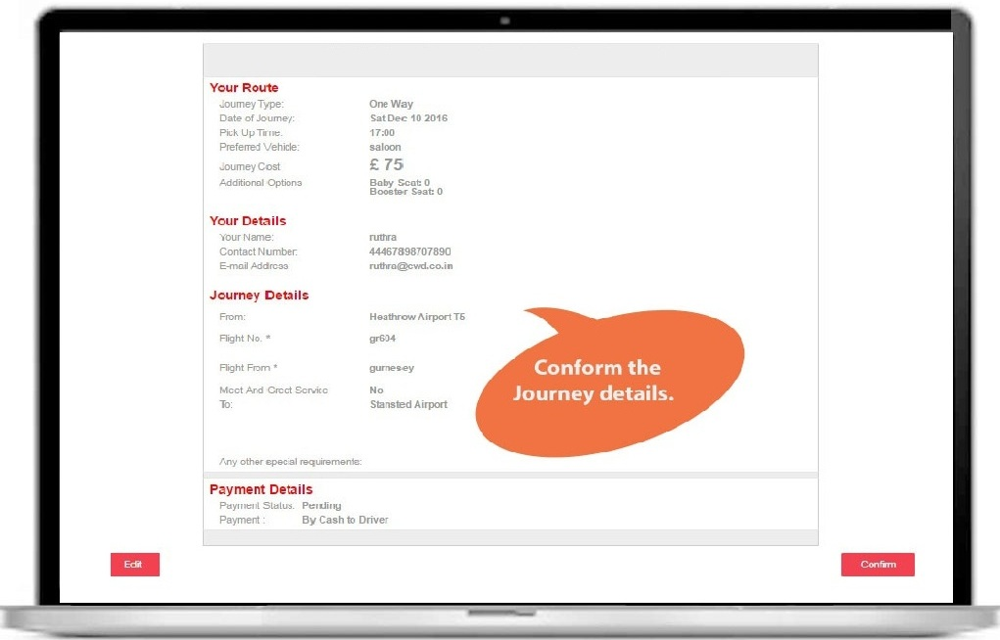 Your Route
Journey Type: One Way
Date of Journey: Sat Dec 10 2016
Pick Up Time: 17:00
Preferred Vehicle: saloon
Journey Cost £ 75
Additional Options Baby Seat: 0
Booster Seat: 0
Your Details
Your Name: ruthra
Contact Number: 44467898707890
E-mail Address ruthra@cwd.co.in
Journey Details
From: Heathrow Airport T5
Flight No. * gr694
Flight From * gurnesey
Meet And Greet Service No
To: Stansted Airport
Conform the
Journey details.
Any other special requirements:
Payment Details
Payment Status: Pending
Payment : By Cash to Driver
Edit
Confirm